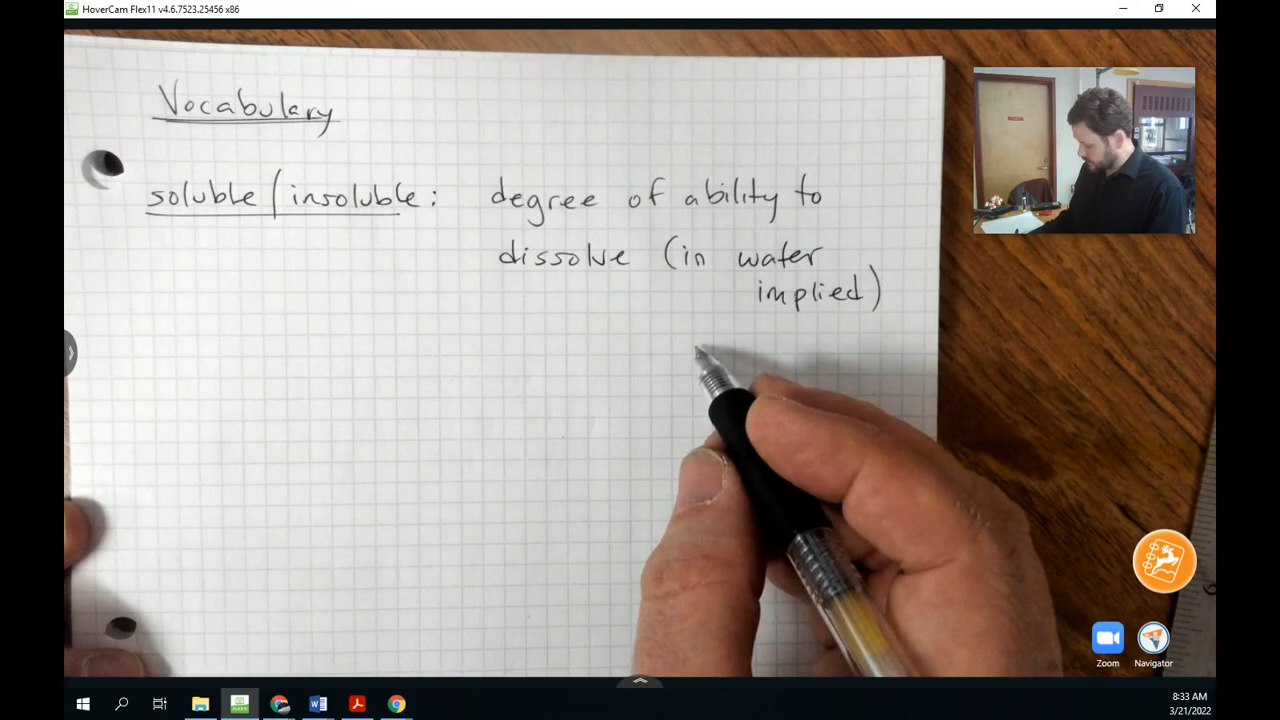 HoverCam Flex11 v4.6.7523.25456 x86
Vocabulary
soluble/insoluble: degree of ability to
dissolve (in water
implied)
Zoom
Navigator
8:33 AM
3/21/2022